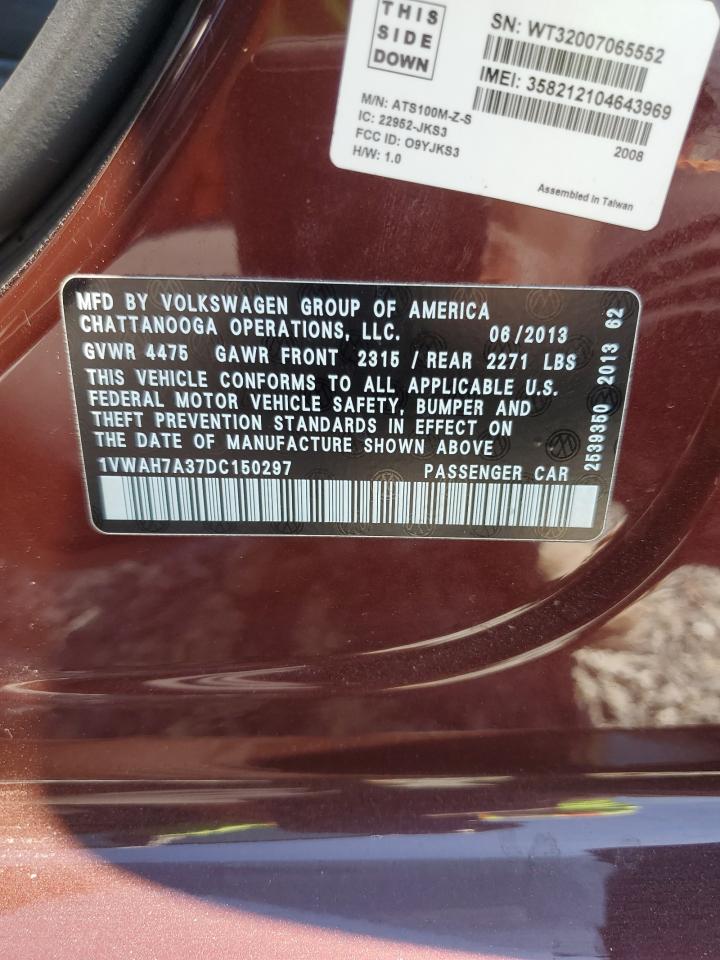 THIS
SIDE
DOWN
SN: WT32007065552
IMEI: 358212104643969
2008
M/N: ATS100M-Z-S
IC: 22952-JKS3
FCC ID: O9YJKS3
H/W: 1.0
Assembled in Taiwan
MFD BY VOLKSWAGEN GROUP OF AMERICA
CHATTANOOGA OPERATIONS, LLC. 06/2013
GVWR 4475 GAWR FRONT 2315 / REAR 2271 LBS
THIS VEHICLE CONFORMS TO ALL APPLICABLE U.S.
FEDERAL MOTOR VEHICLE SAFETY, BUMPER AND
THEFT PREVENTION STANDARDS IN EFFECT ON
THE DATE OF MANUFACTURE SHOWN ABOVE
1VWAH7A37DC150297 PASSENGER CAR
2539350 2013 62